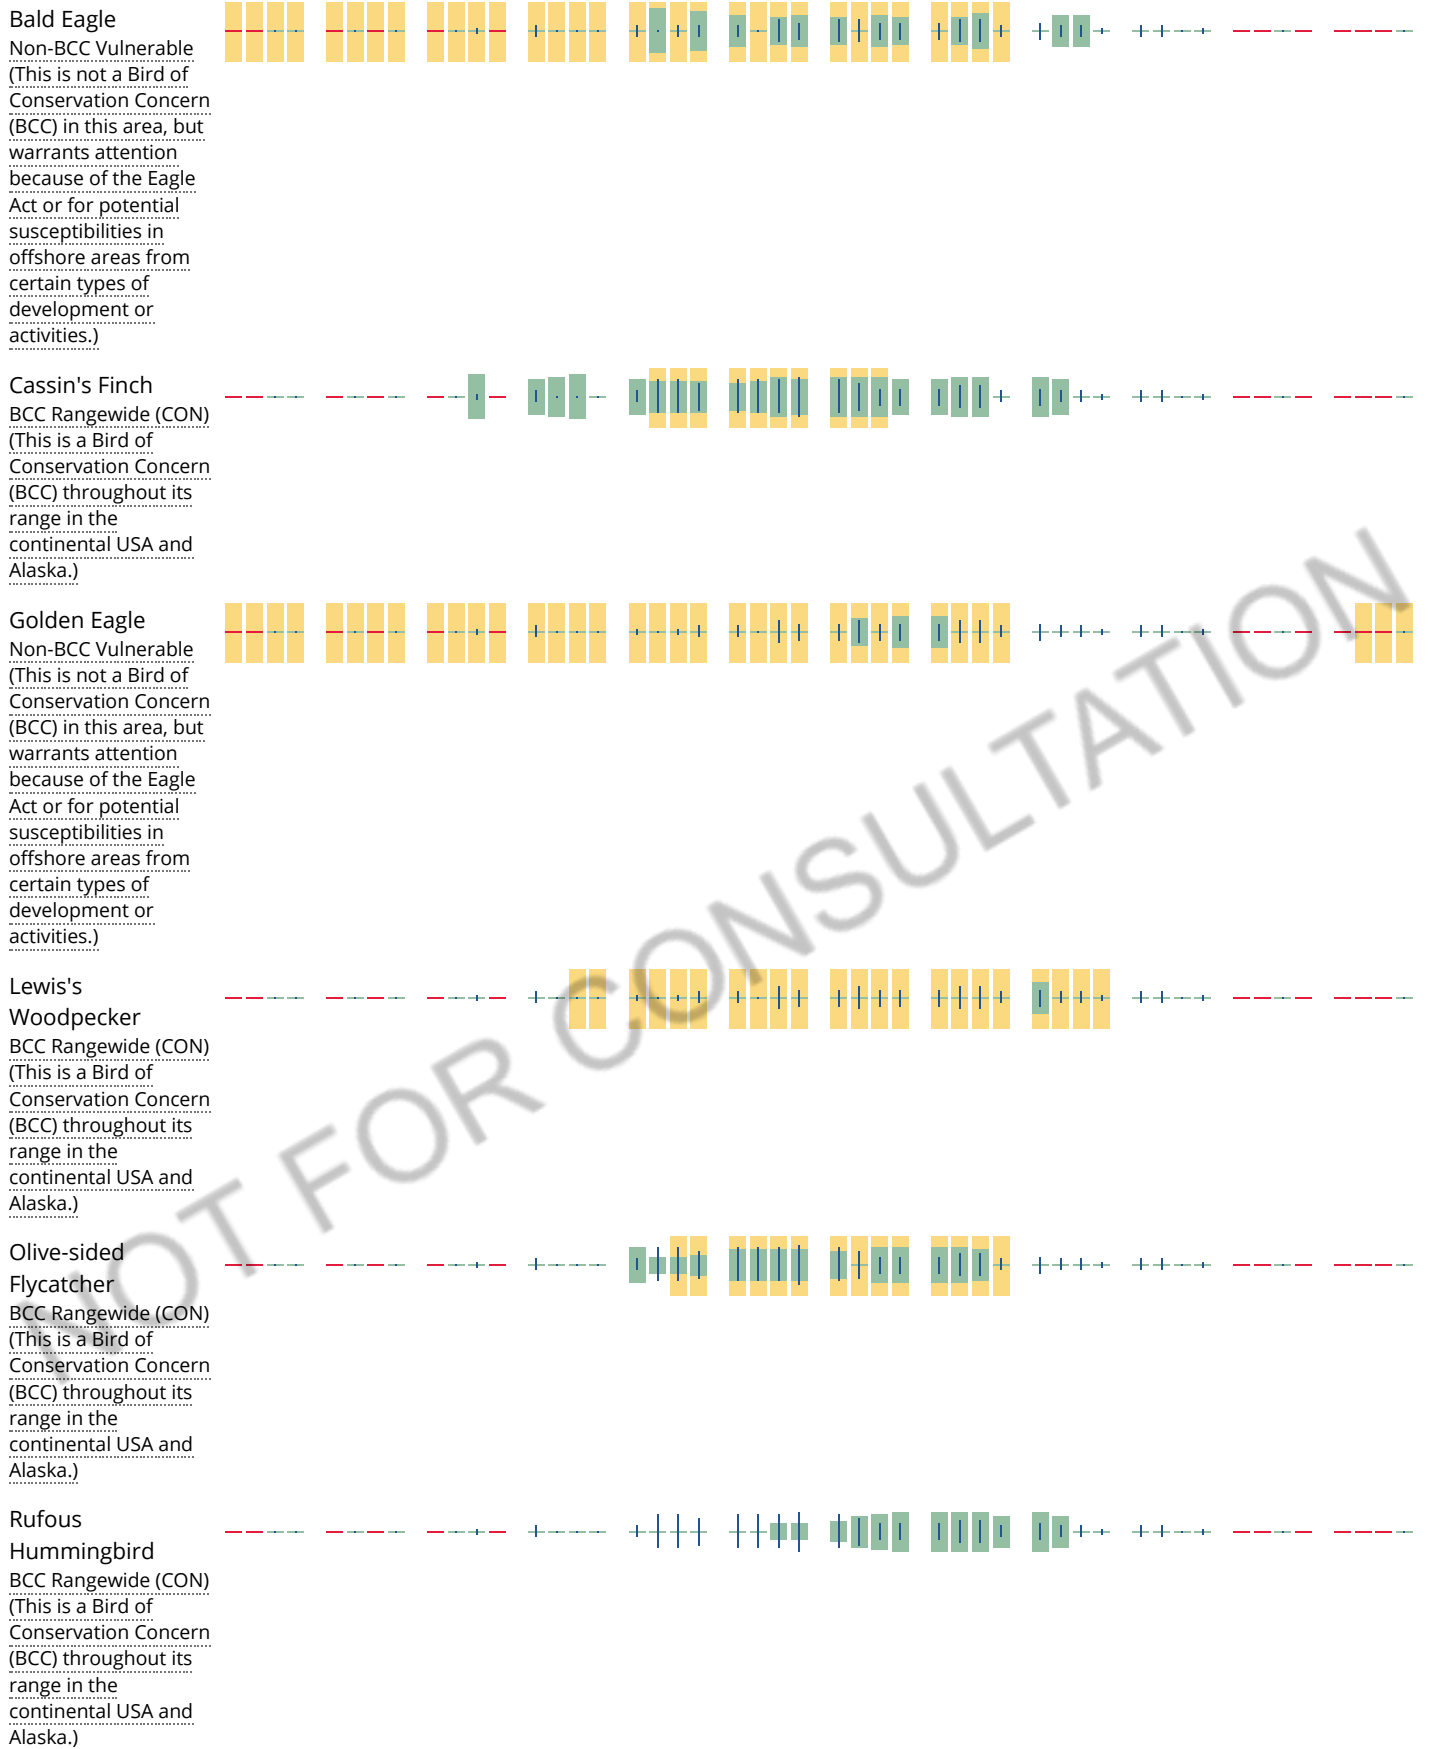 Bald Eagle
Non-BCC Vulnerable
(This is not a Bird of
Conservation Concern
(BCC) in this area, but
warrants attention
because of the Eagle
Act or for potential
susceptibilities in
offshore areas from
certain types of
development or
activities.)
Cassin's Finch
BCC Rangewide (CON)
(This is a Bird of
Conservation Concern
(BCC) throughout its
range in the
continental USA and
Alaska.)
Golden Eagle
Non-BCC Vulnerable
(This is not a Bird of
Conservation Concern
(BCC) in this area, but
warrants attention
because of the Eagle
Act or for potential
susceptibilities in
offshore areas from
certain types of
development or
activities.)
Lewis's
Woodpecker
BCC Rangewide (CON)
(This is a Bird of
Conservation Concern
(BCC) throughout its
range in the
continental USA and
Alaska.)
Olive-sided
Flycatcher
BCC Rangewide (CON)
(This is a Bird of
Conservation Concern
(BCC) throughout its
range in the
continental USA and
Alaska.)
Rufous
Hummingbird
BCC Rangewide (CON)
(This is a Bird of
Conservation Concern
(BCC) throughout its
range in the
continental USA and
Alaska.)
NOT FOR CONSULTATION